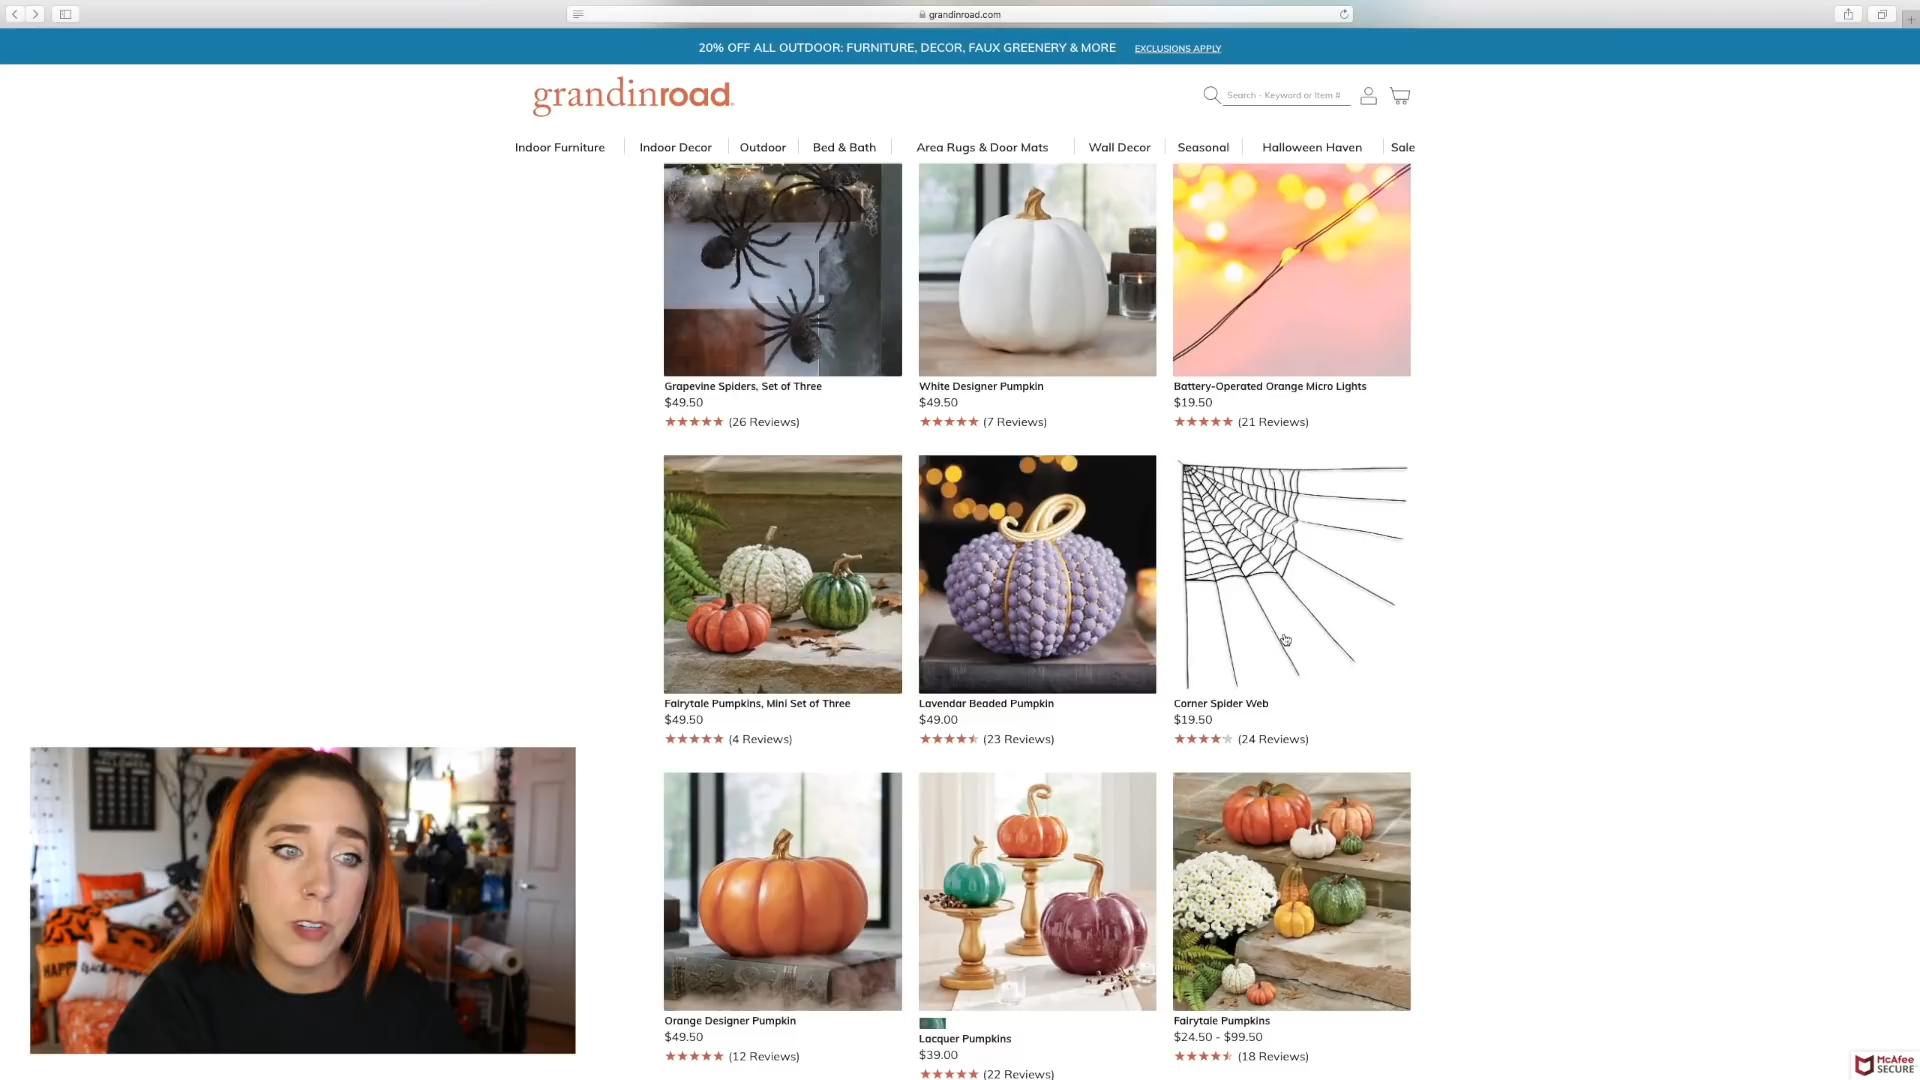 grandinroad.com
20% OFF ALL OUTDOOR: FURNITURE, DECOR, FAUX GREENERY & MORE EXCLUSIONS APPLY
grandinroad
Search - Keyword or Item #
Indoor Furniture Indoor Decor Outdoor Bed & Bath Area Rugs & Door Mats Wall Decor Seasonal Halloween Haven Sale
Grapevine Spiders, Set of Three White Designer Pumpkin Battery-Operated Orange Micro Lights
$49.50 $49.50 $19.50
(26 Reviews) (7 Reviews) (21 Reviews)
Fairytale Pumpkins, Mini Set of Three Lavendar Beaded Pumpkin Corner Spider Web
$49.50 $49.00 $19.50
(4 Reviews) (23 Reviews) (24 Reviews)
HALLOWEEN
HAPPY
Orange Designer Pumpkin Lacquer Pumpkins Fairytale Pumpkins
$49.50 $39.00 $24.50 - $99.50
(12 Reviews) (22 Reviews) (18 Reviews)
McAfee
SECURE